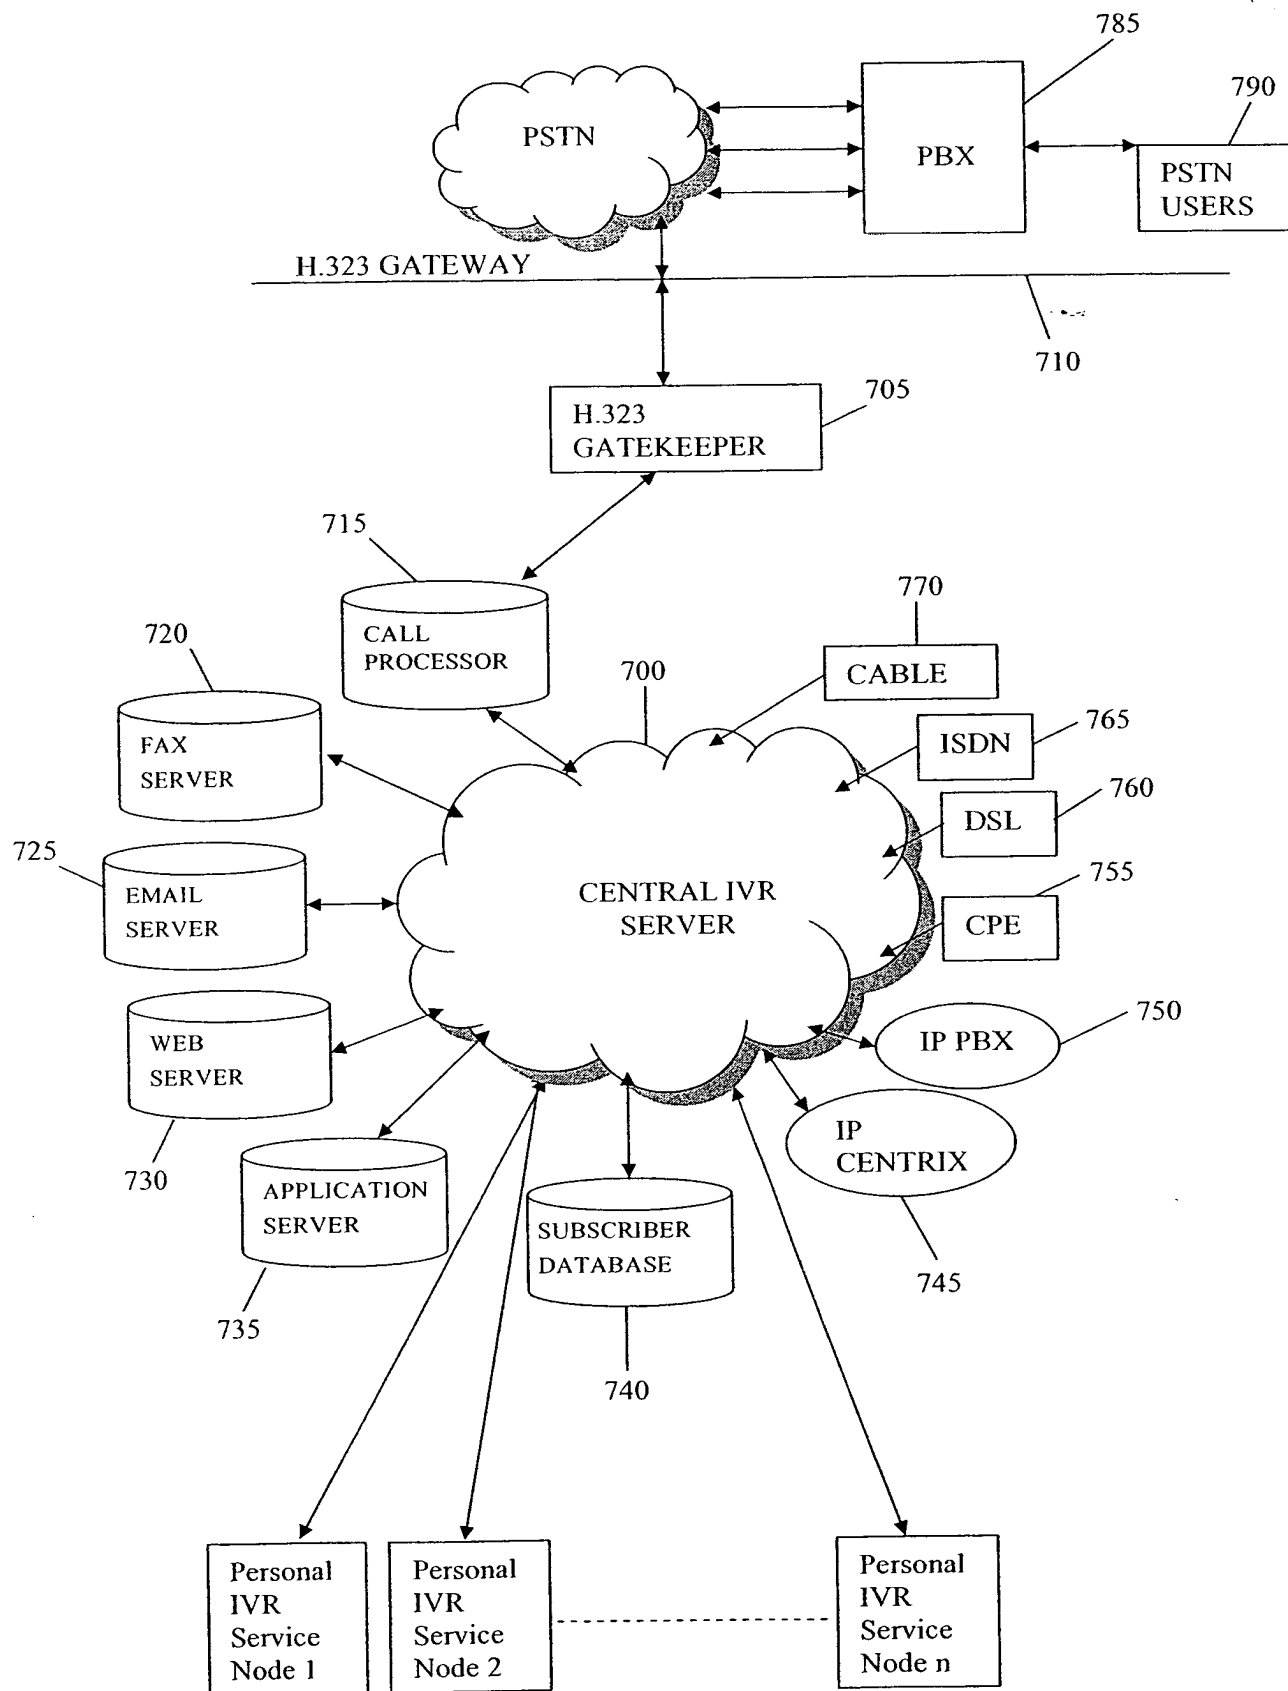 785
790
PSTN
PBX
PSTN
USERS
H.323 GATEWAY
710
H.323
GATEKEEPER
705
715
CALL
PROCESSOR
770
CABLE
720
700
FAX
SERVER
ISDN
765
DSL
760
725
EMAIL
SERVER
CENTRAL IVR
SERVER
755
CPE
WEB
SERVER
730
IP PBX
750
IP
CENTRIX
745
APPLICATION
SERVER
735
SUBSCRIBER
DATABASE
740
Personal
IVR
Service
Node 1
Personal
IVR
Service
Node 2
Personal
IVR
Service
Node n